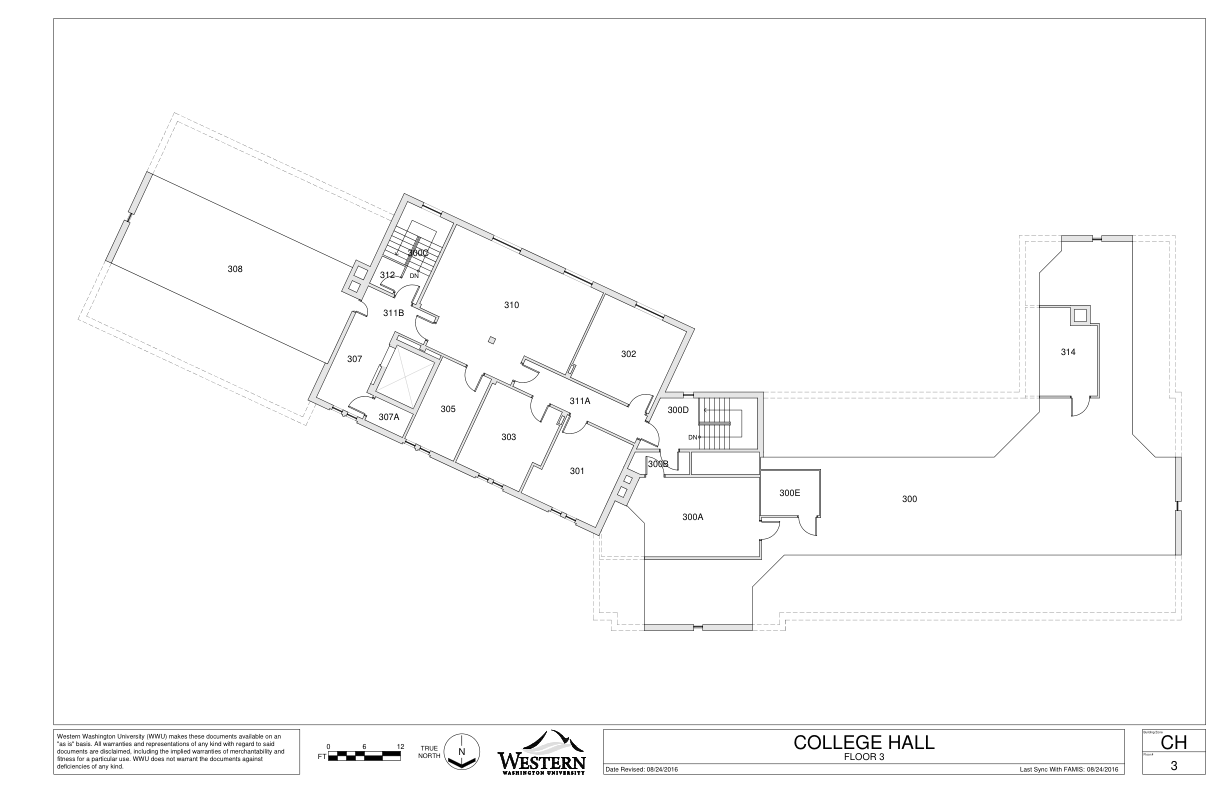 300C
308
312
DN
310
311B
302
307
314
311A
305
307A
300D
303
DN
300B
301
300E
300
300A
Western Washington University (WWU) makes these documents available on an
"as is" basis. All warranties and representations of any kind with regard to said
documents are disclaimed, including the implied warranties of merchantability and
fitness for a particular use. WWU does not warrant the documents against
deficiencies of any kind.
0 6 12
FT
TRUE
NORTH
N
WESTERN
WASHINGTON UNIVERSITY
COLLEGE HALL
FLOOR 3
Date Revised: 08/24/2016
Last Sync With FAMIS: 08/24/2016
CH
3